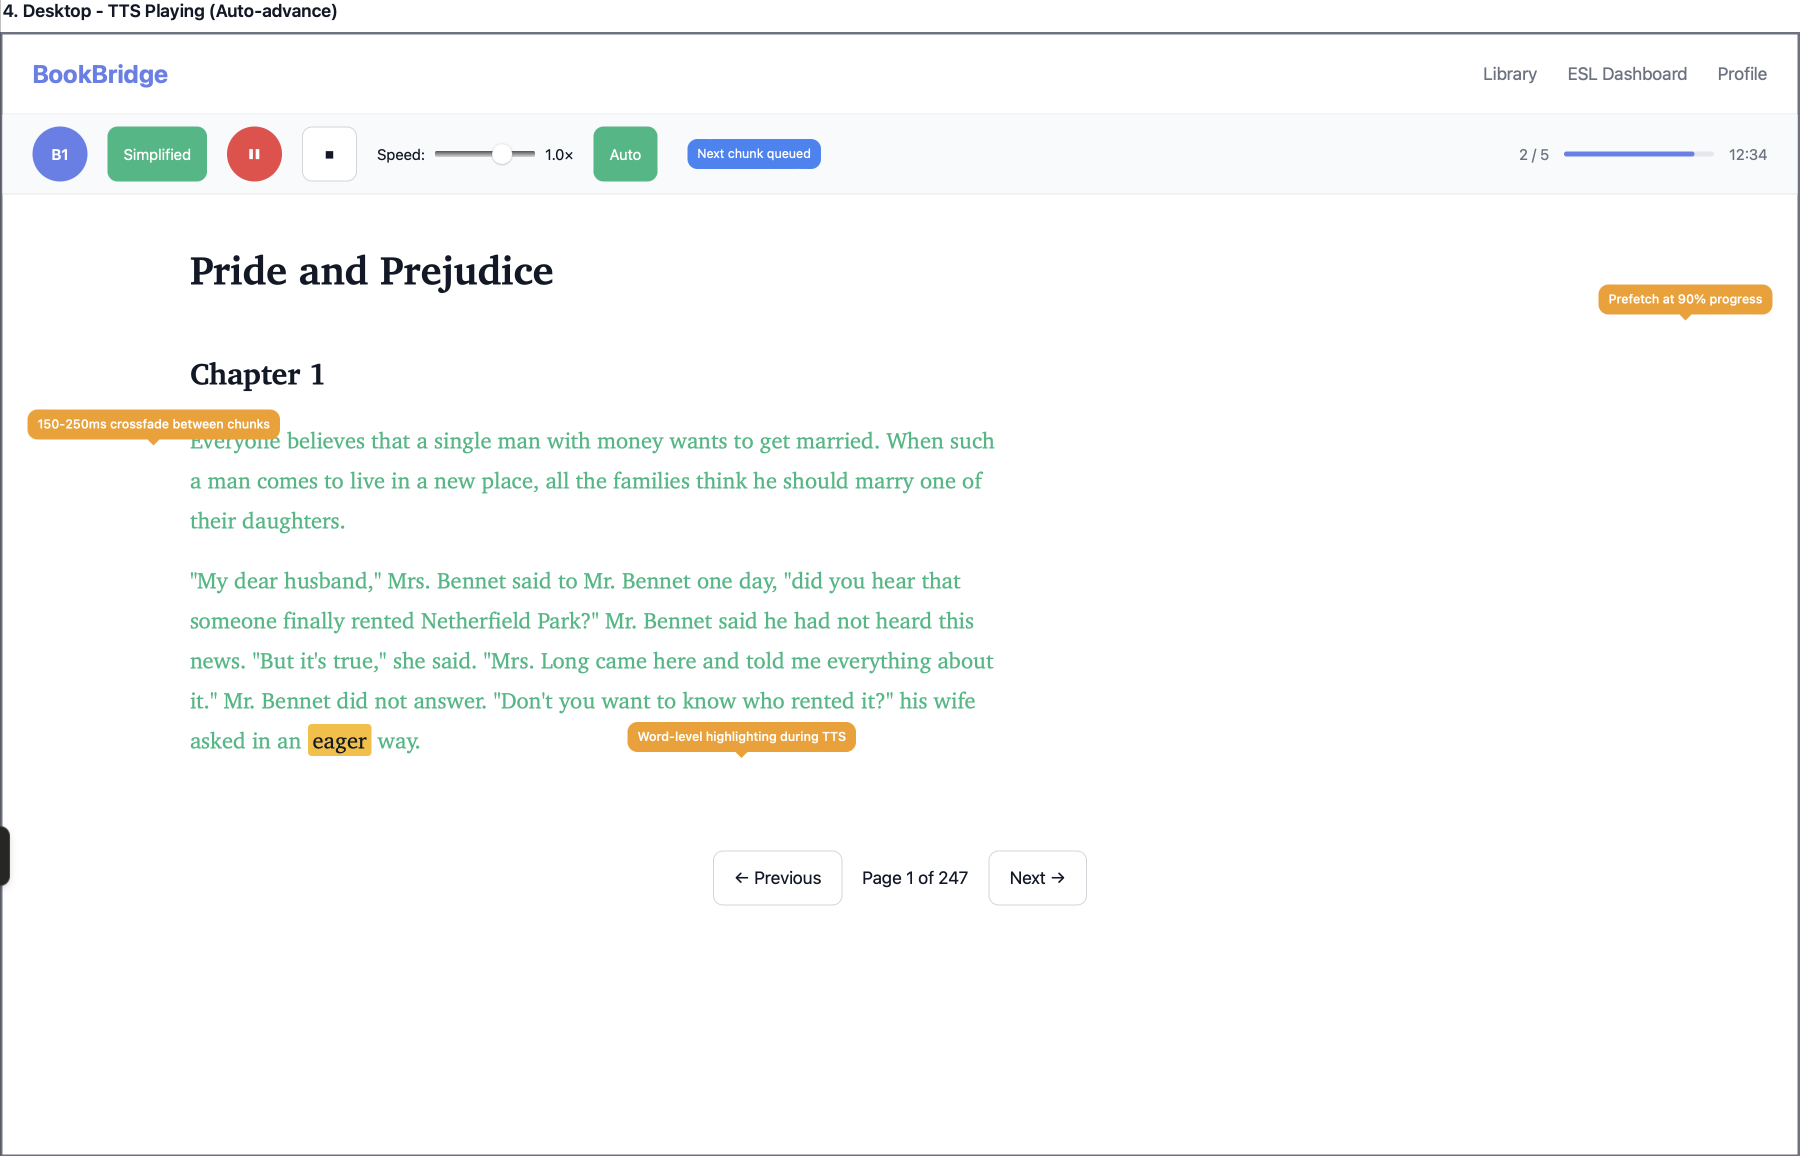 4. Desktop - TTS Playing (Auto-advance)
BookBridge
Library
ESL Dashboard
Profile
B1
Simplified
Speed:
1.0×
Auto
Next chunk queued
2 / 5
12:34
Pride and Prejudice
Prefetch at 90% progress
Chapter 1
150-250ms crossfade between chunks
Everyone believes that a single man with money wants to get married. When such
a man comes to live in a new place, all the families think he should marry one of
their daughters.
"My dear husband," Mrs. Bennet said to Mr. Bennet one day, "did you hear that
someone finally rented Netherfield Park?" Mr. Bennet said he had not heard this
news. "But it's true," she said. "Mrs. Long came here and told me everything about
it." Mr. Bennet did not answer. "Don't you want to know who rented it?" his wife
asked in an eager way.
Word-level highlighting during TTS
← Previous
Page 1 of 247
Next →